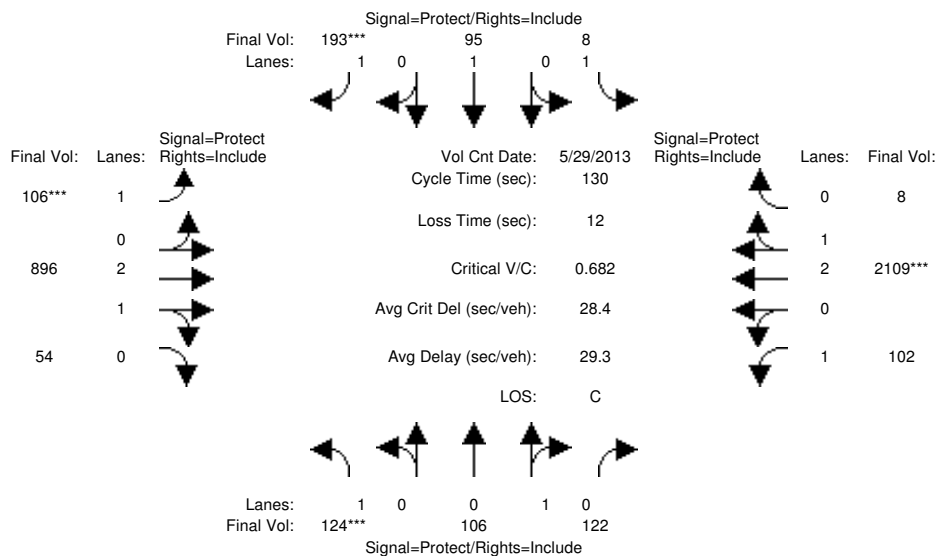 Signal=Protect/Rights=Include
Final Vol: 193*** 95 8
Lanes: 1 0 1 0 1
Signal=Protect Signal=Protect
Final Vol: Lanes: Rights=Include Vol Cnt Date: 5/29/2013 Rights=Include Lanes: Final Vol:
Cycle Time (sec): 130
106*** 1 0 8
Loss Time (sec): 12
0 1
896 2 Critical V/C: 0.682 2 2109***
1 Avg Crit Del (sec/veh): 28.4 0
54 0 Avg Delay (sec/veh): 29.3 1 102
LOS: C
Lanes: 1 0 0 1 0
Final Vol: 124*** 106 122
Signal=Protect/Rights=Include